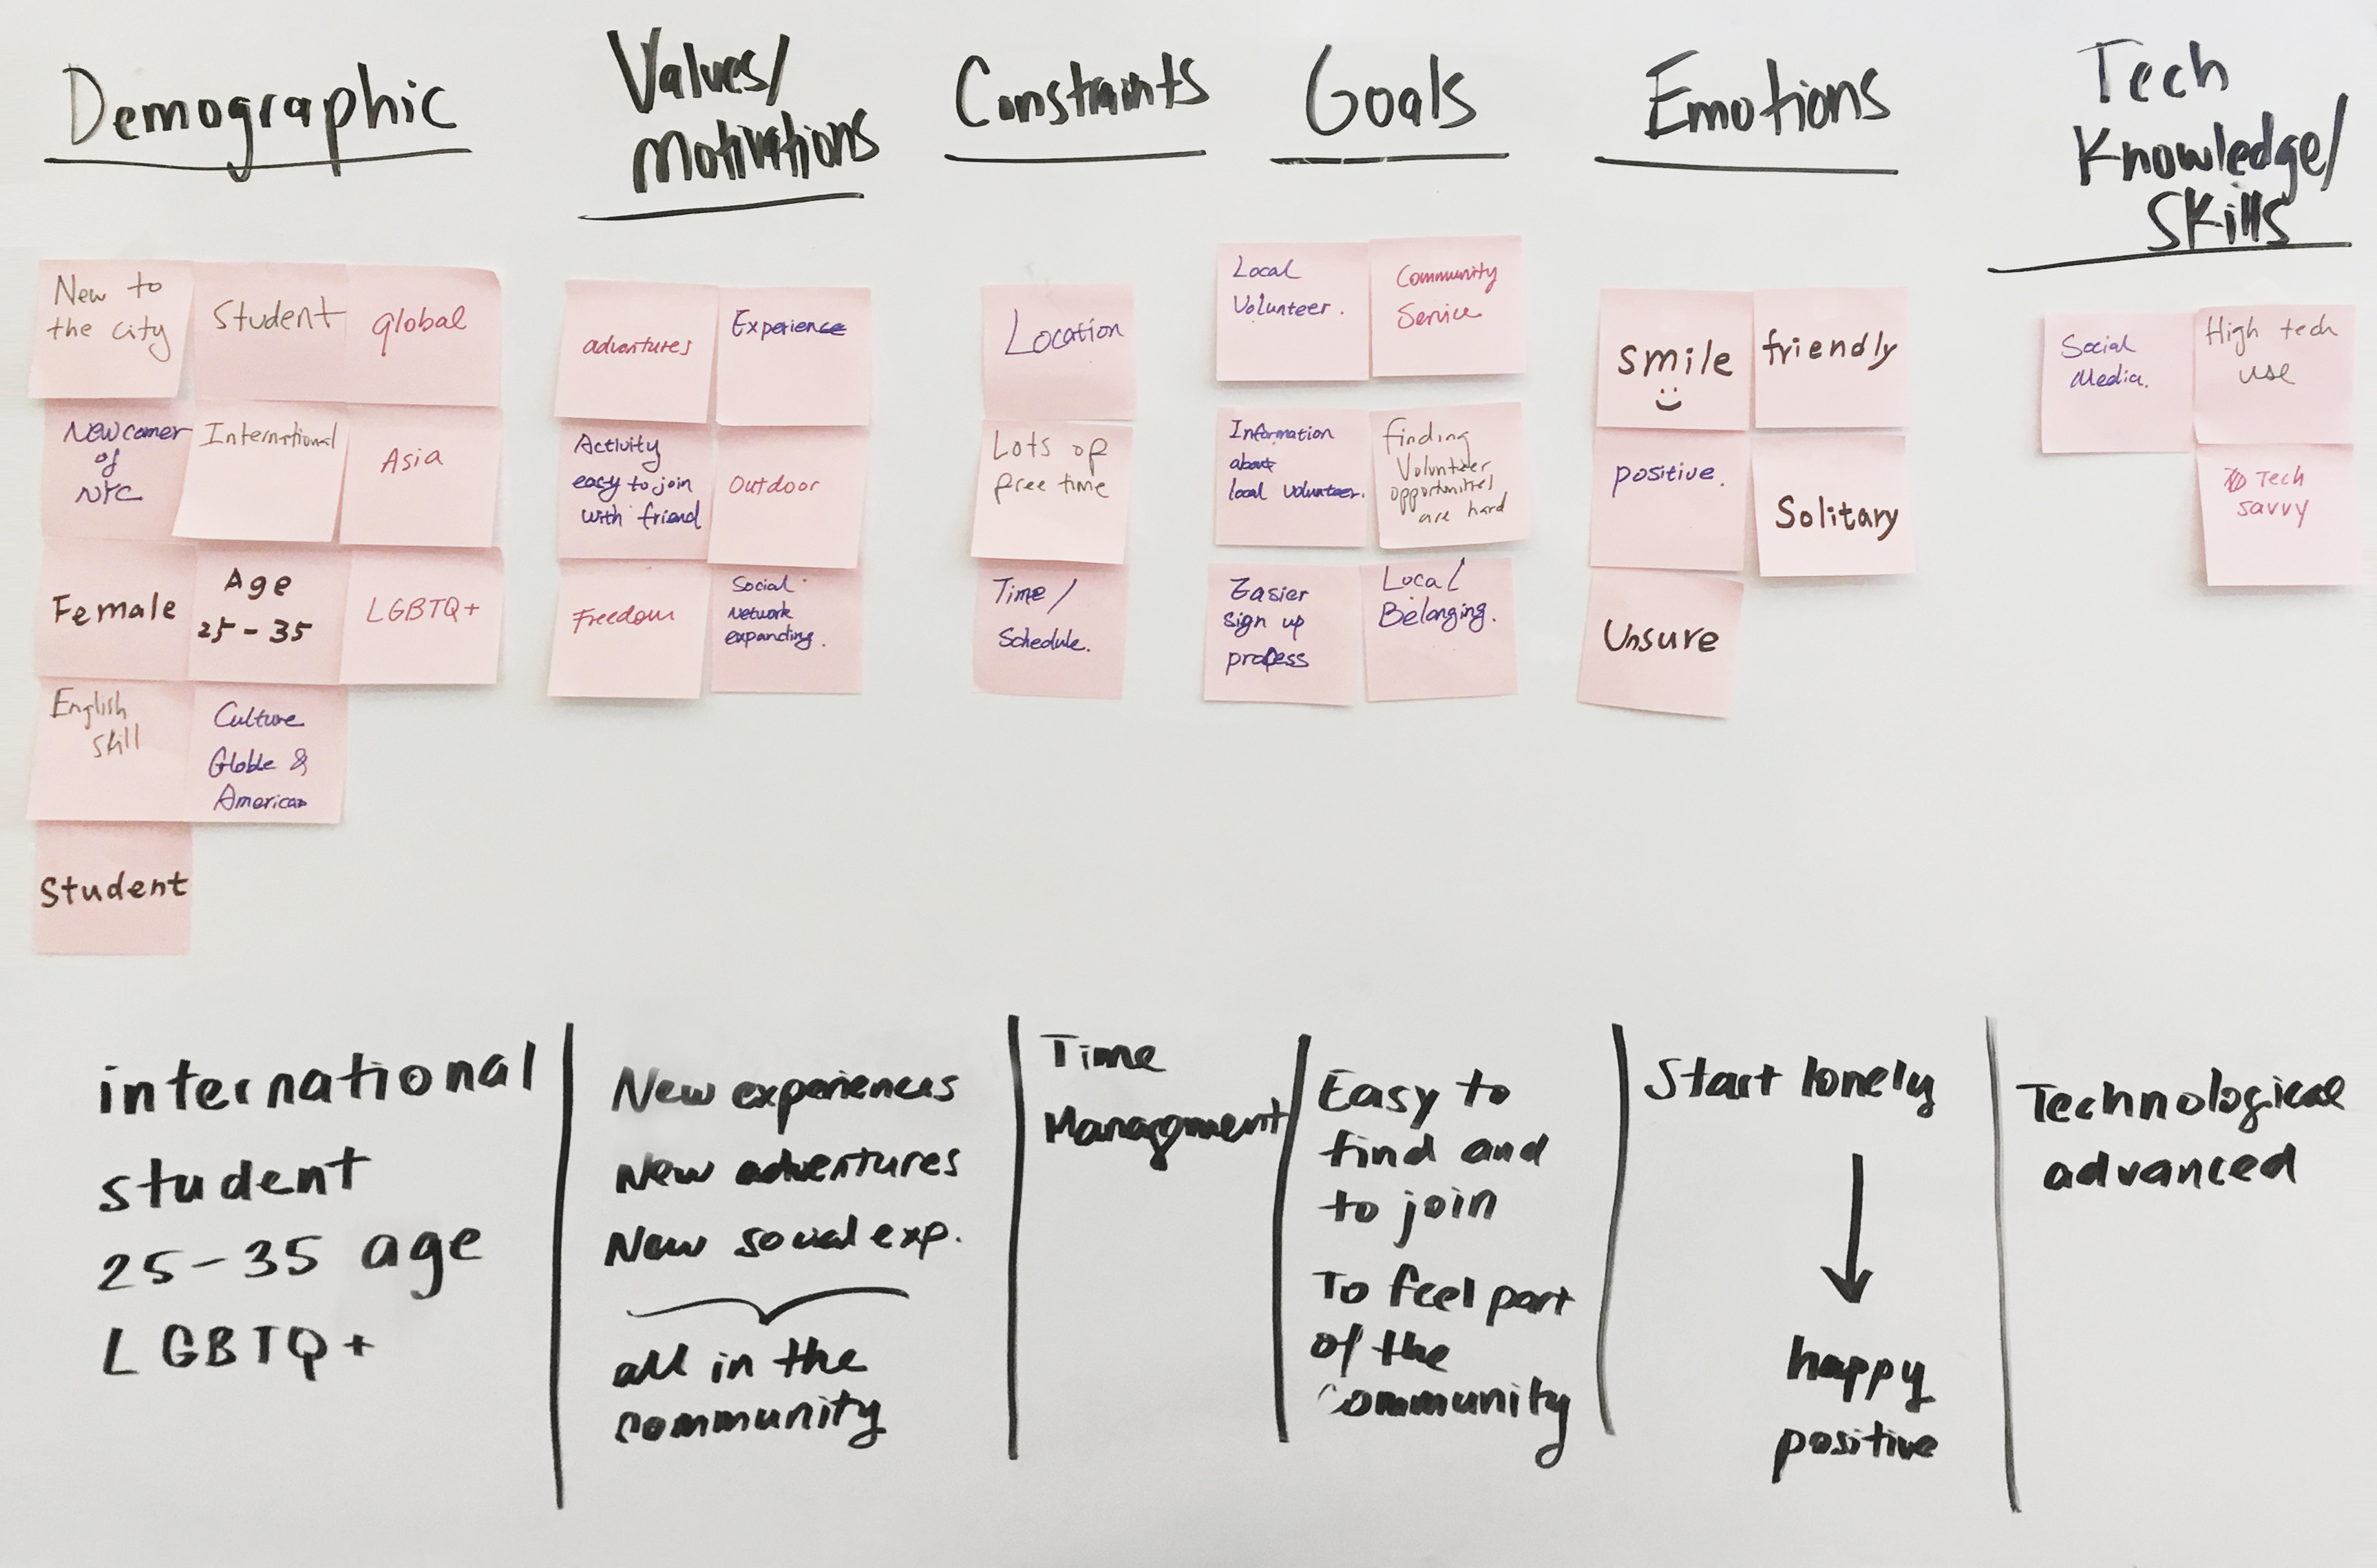 Demographic
Values/
Motivations
Constraints
Goals
Emotions
Tech
Knowledge/
Skills
New to
the city
Student
global
Newcomer
of
NYC
International
Asia
Female
Age
25-35
LGBTQ+
English
skill
Culture
Globle &
American
Student
adventures
Experience
Activity
easy to join
with friend
Outdoor
Freedom
Social
Network
expanding.
Location
Lots of
free time
Time/
Schedule.
Local
Volunteer.
Community
Service
Information
about
local volunteer.
finding
Volunteer
opportunities
are hard
Easier
sign up
process
Local
Belonging.
smile
friendly
positive.
Solitary
Unsure
Social
Media.
High tech
use
Tech
savvy
international
student
25-35 age
LGBTQ+
New experiences
New adventures
New social exp.
all in the
community
Time
Managment
Easy to
find and
to join
To feel part
of the
community
Start lonely
happy
positive
Technological
advanced